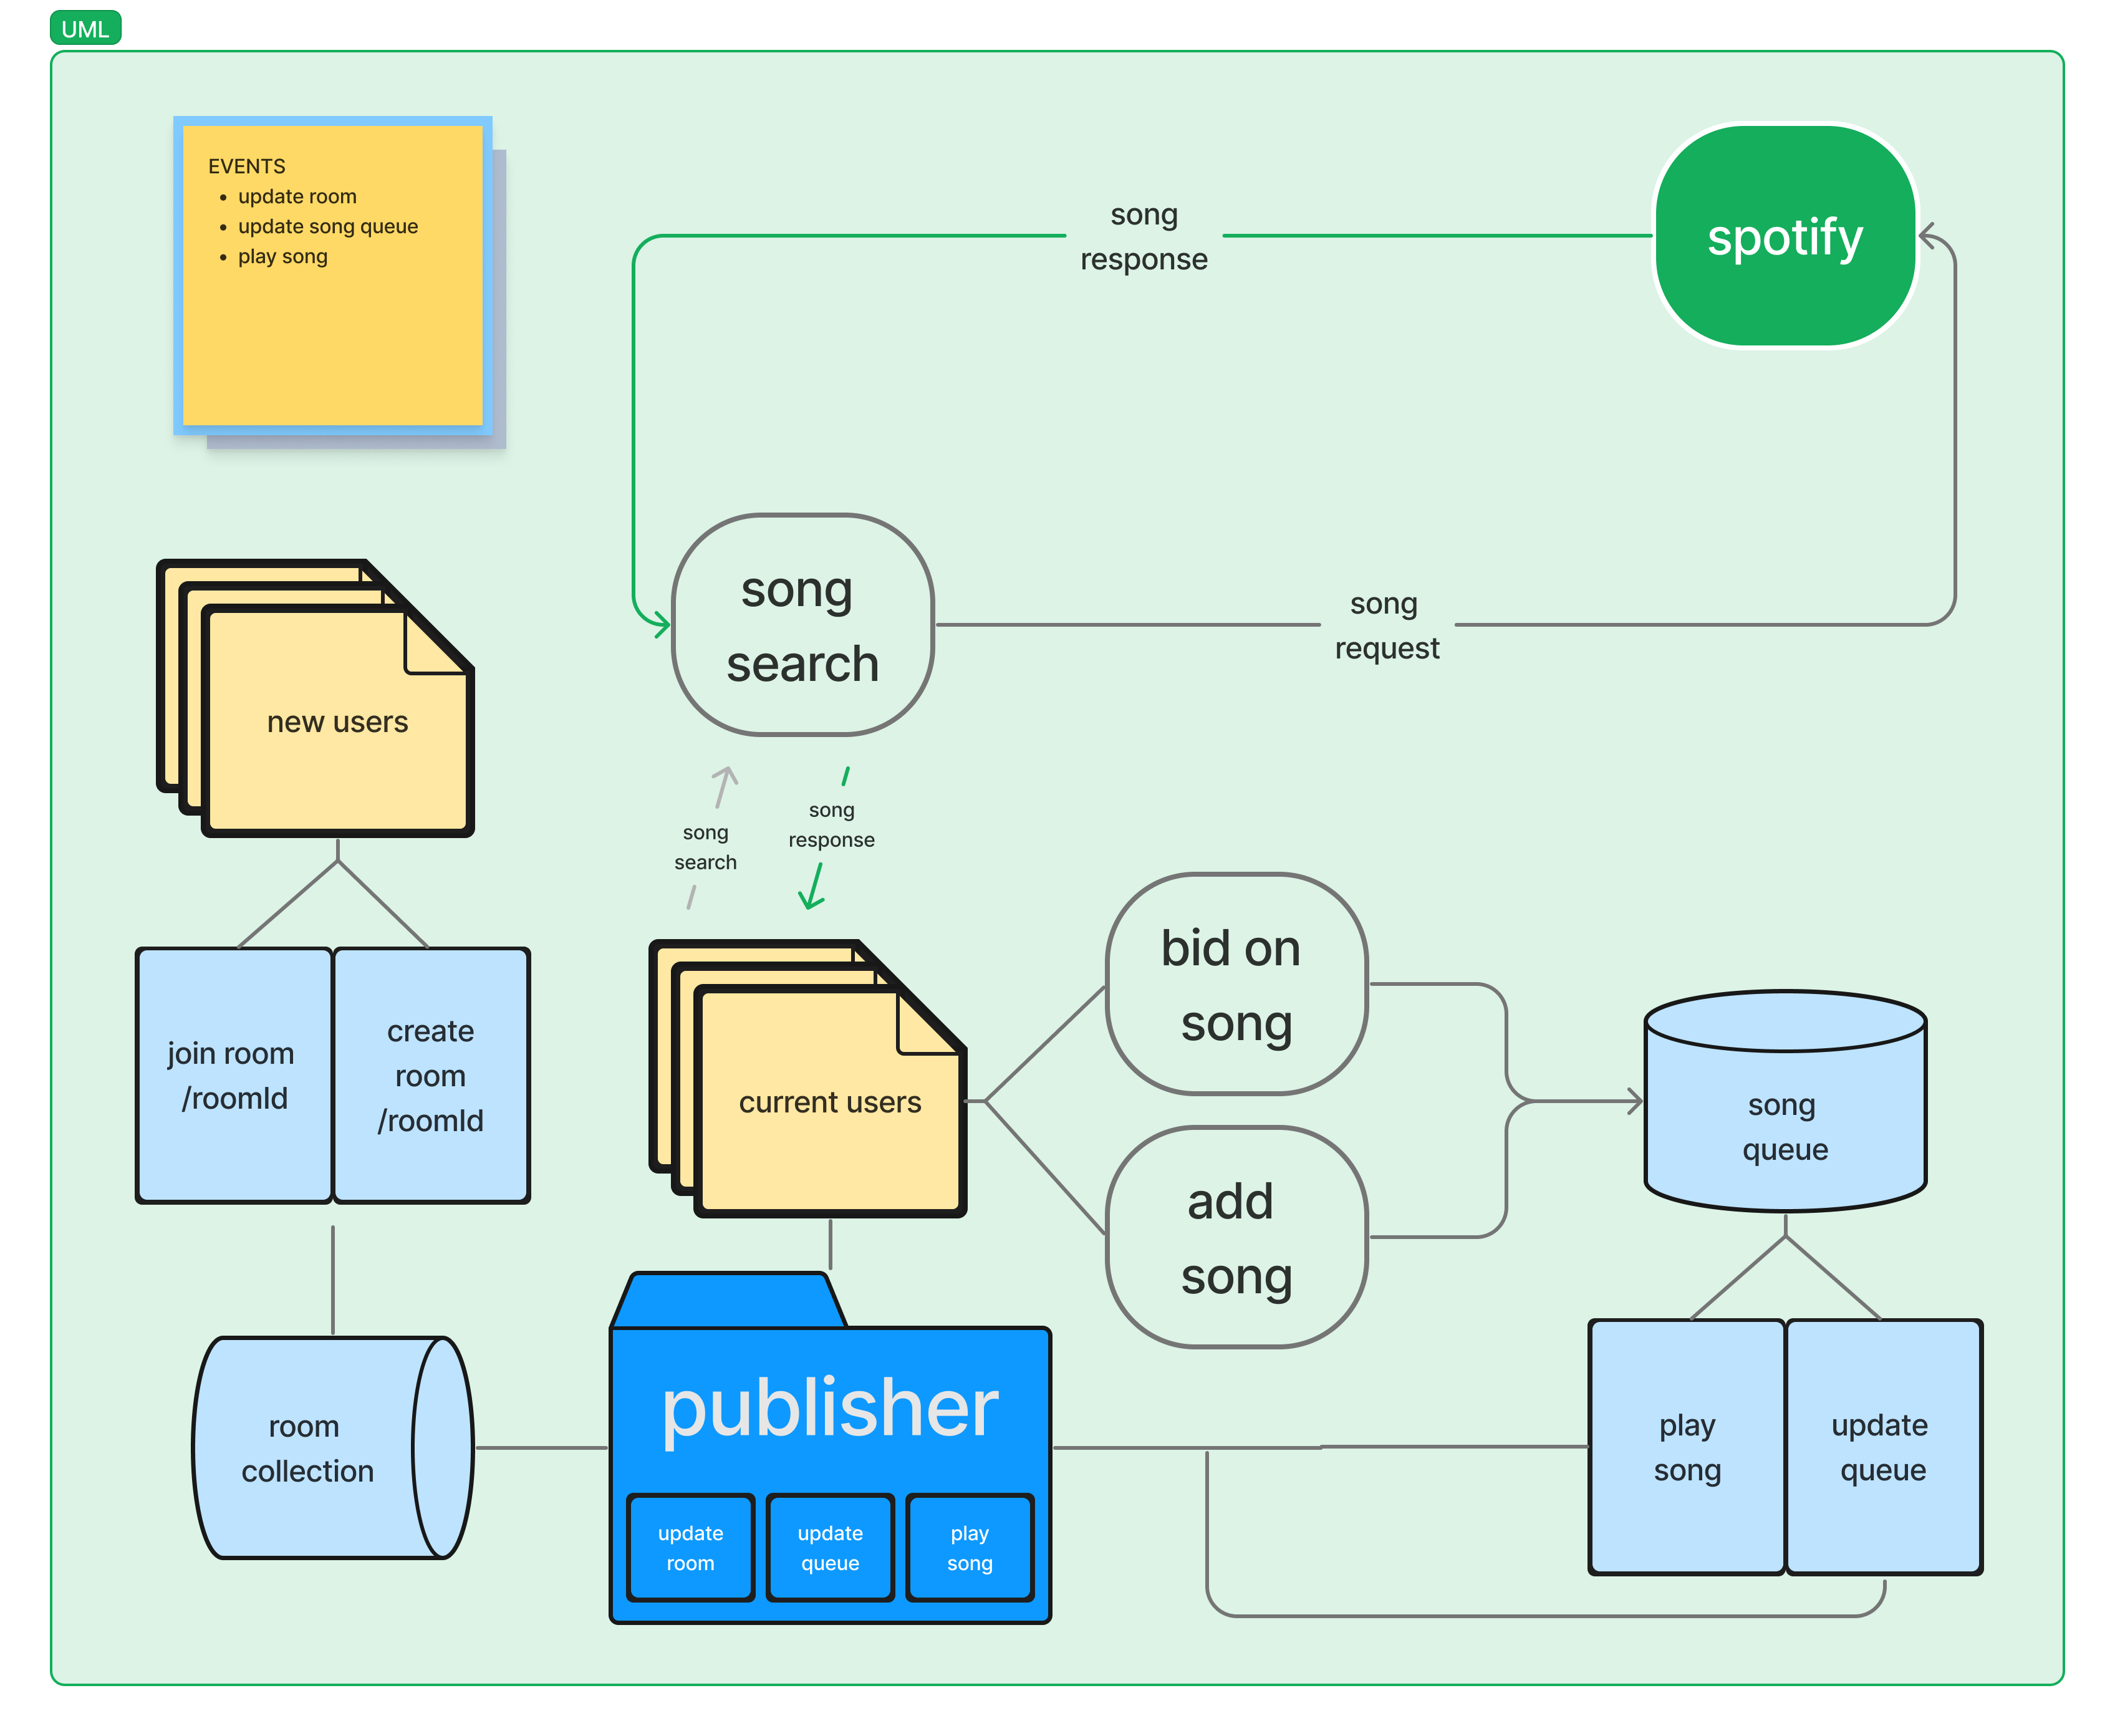 UML
EVENTS
update room
update song queue
play song
song
response
spotify
song
search
song
request
new users
song
search
song
response
join room
/roomId
create
room
/roomId
current users
bid on
song
add
song
song
queue
room
collection
publisher
update
room
update
queue
play
song
play
song
update
queue